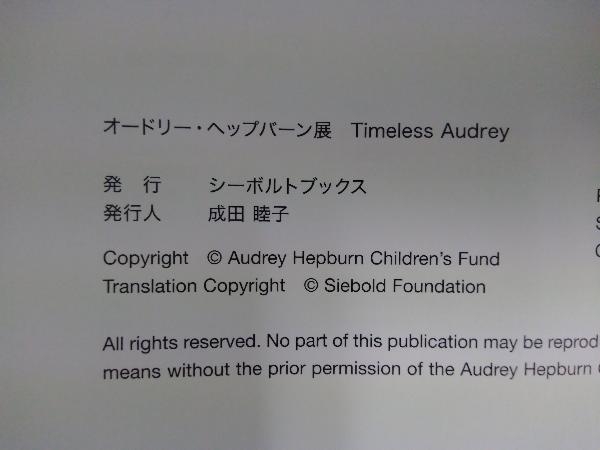 オードリー・ヘップバーン展　Timeless Audrey
発　行　　シーボルトブックス
発行人　　成田 睦子
Copyright　© Audrey Hepburn Children's Fund
Translation Copyright　© Siebold Foundation
All rights reserved. No part of this publication may be reprod
means without the prior permission of the Audrey Hepburn